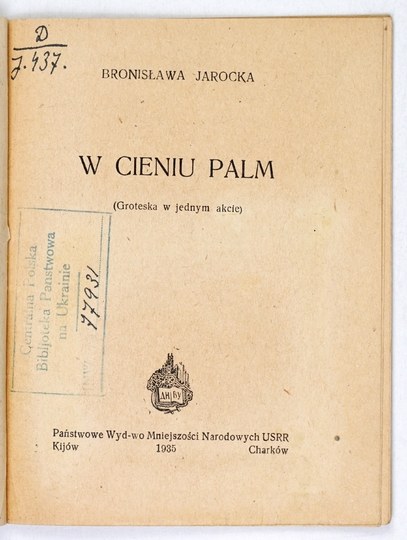 D
J.437.
BRONISŁAWA JAROCKA
W CIENIU PALM
(Groteska w jednym akcie)
Centralna Polska
Bibljoteka Państwowa
na Ukrainie
77931
Państwowe Wyd-wo Mniejszości Narodowych USRR
Kijów 1935 Charków